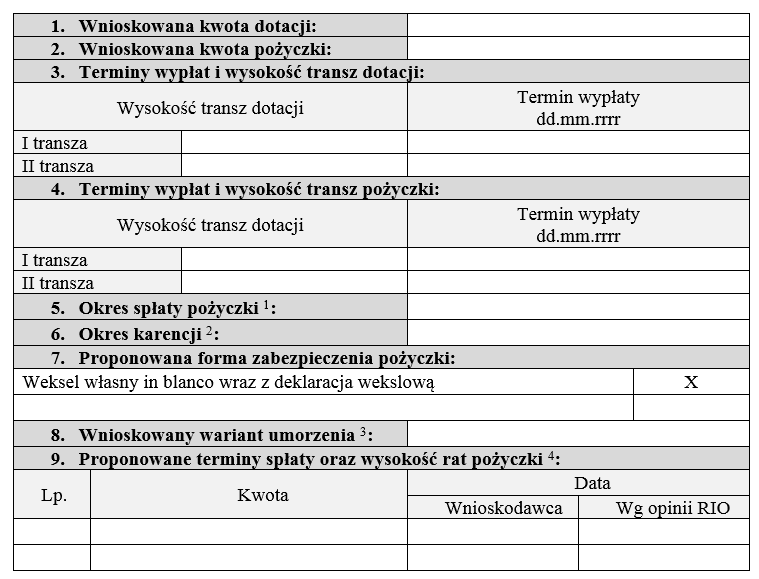 1. Wnioskowana kwota dotacji:
2. Wnioskowana kwota pożyczki:
3. Terminy wypłat i wysokość transz dotacji:
Wysokość transz dotacji
Termin wypłaty
dd.mm.rrrr
I transza
II transza
4. Terminy wypłat i wysokość transz pożyczki:
Wysokość transz dotacji
Termin wypłaty
dd.mm.rrrr
I transza
II transza
5. Okres spłaty pożyczki ¹:
6. Okres karencji ²:
7. Proponowana forma zabezpieczenia pożyczki:
Weksel własny in blanco wraz z deklaracja wekslową X
8. Wnioskowany wariant umorzenia ³:
9. Proponowane terminy spłaty oraz wysokość rat pożyczki ⁴:
Lp. Kwota Data
Wnioskodawca Wg opinii RIO